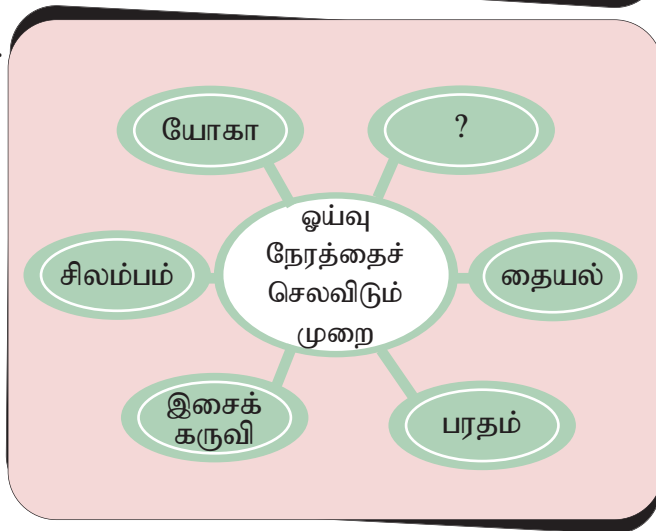 யோகா
?
ஓய்வு
நேரத்தைச்
செலவிடும்
முறை
சிலம்பம்
தையல்
இசைக்
கருவி
பரதம்